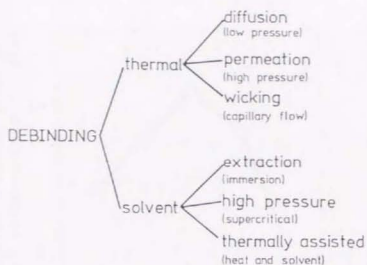 diffusion
(low pressure)
thermal
permeation
(high pressure)
wicking
(capillary flow)
DEBINDING
extraction
(immersion)
solvent
high pressure
(supercritical)
thermally assisted
(heat and solvent)